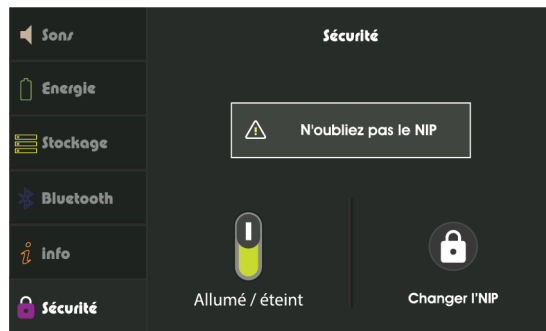 Sons
Sécurité
Energie
N'oubliez pas le NIP
Stockage
Bluetooth
info
Sécurité
Allumé / éteint
Changer l'NIP